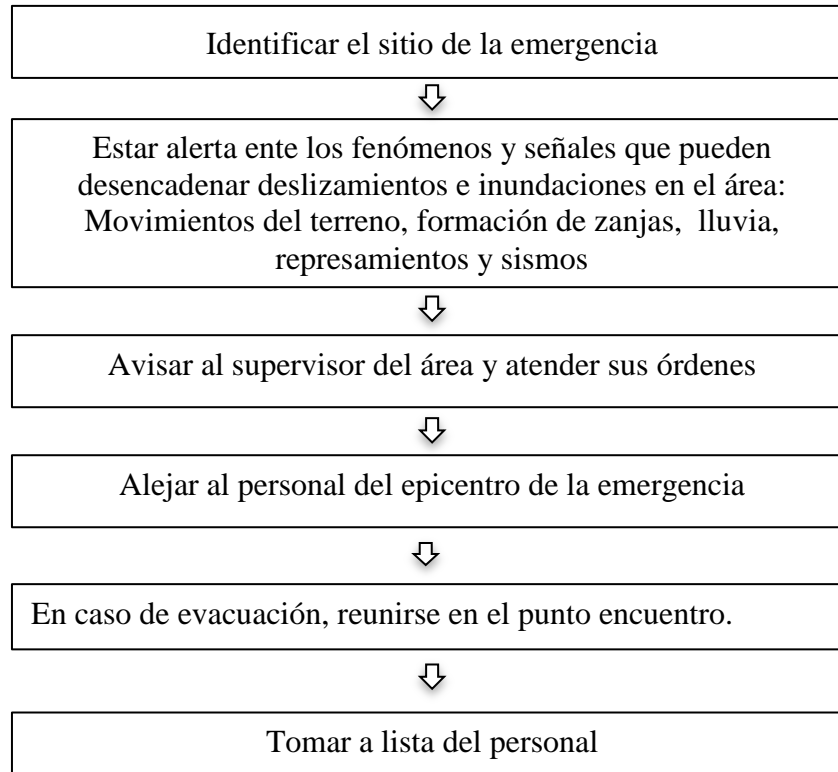 Identificar el sitio de la emergencia
Estar alerta ente los fenómenos y señales que pueden
desencadenar deslizamientos e inundaciones en el área:
Movimientos del terreno, formación de zanjas, lluvia,
represamientos y sismos
Avisar al supervisor del área y atender sus órdenes
Alejar al personal del epicentro de la emergencia
En caso de evacuación, reunirse en el punto encuentro.
Tomar a lista del personal